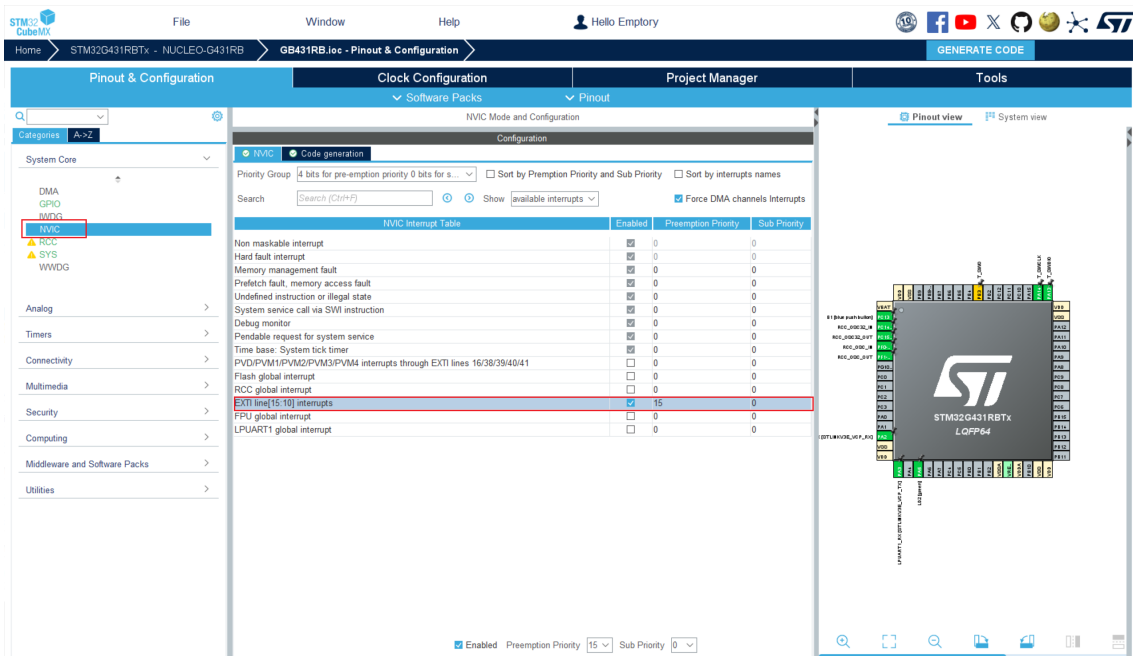 STM32 CubeMX
File Window Help Hello Emptory
Home STM32G431RBTx - NUCLEO-G431RB GB431RB.ioc - Pinout & Configuration GENERATE CODE
Pinout & Configuration Clock Configuration Project Manager Tools
Software Packs Pinout
NVIC Mode and Configuration
Pinout view System view
Categories A->Z
Configuration
System Core
DMA
GPIO
IWDG
NVIC
RCC
SYS
WWDG
Analog
Timers
Connectivity
Multimedia
Security
Computing
Middleware and Software Packs
Utilities
NVIC Code generation
Priority Group 4 bits for pre-emption priority 0 bits for s... Sort by Premption Priority and Sub Priority Sort by interrupts names
Search Search (Ctrl+F) Show available interrupts Force DMA channels Interrupts
NVIC Interrupt Table Enabled Preemption Priority Sub Priority
Non maskable interrupt 0 0
Hard fault interrupt 0 0
Memory management fault 0 0
Prefetch fault, memory access fault 0 0
Undefined instruction or illegal state 0 0
System service call via SWI instruction 0 0
Debug monitor 0 0
Pendable request for system service 0 0
Time base: System tick timer 0 0
PVD/PVM1/PVM2/PVM3/PVM4 interrupts through EXTI lines 16/38/39/40/41 0 0
Flash global interrupt 0 0
RCC global interrupt 0 0
EXTI line[15:10] interrupts 15 0
FPU global interrupt 0 0
LPUART1 global interrupt 0 0
Enabled Preemption Priority 15 Sub Priority 0
B1 [blue push button]
RCC_OSC32_IN
RCC_OSC32_OUT
RCC_OSC_IN
RCC_OSC_OUT
STM32G431RBTx
LQFP64